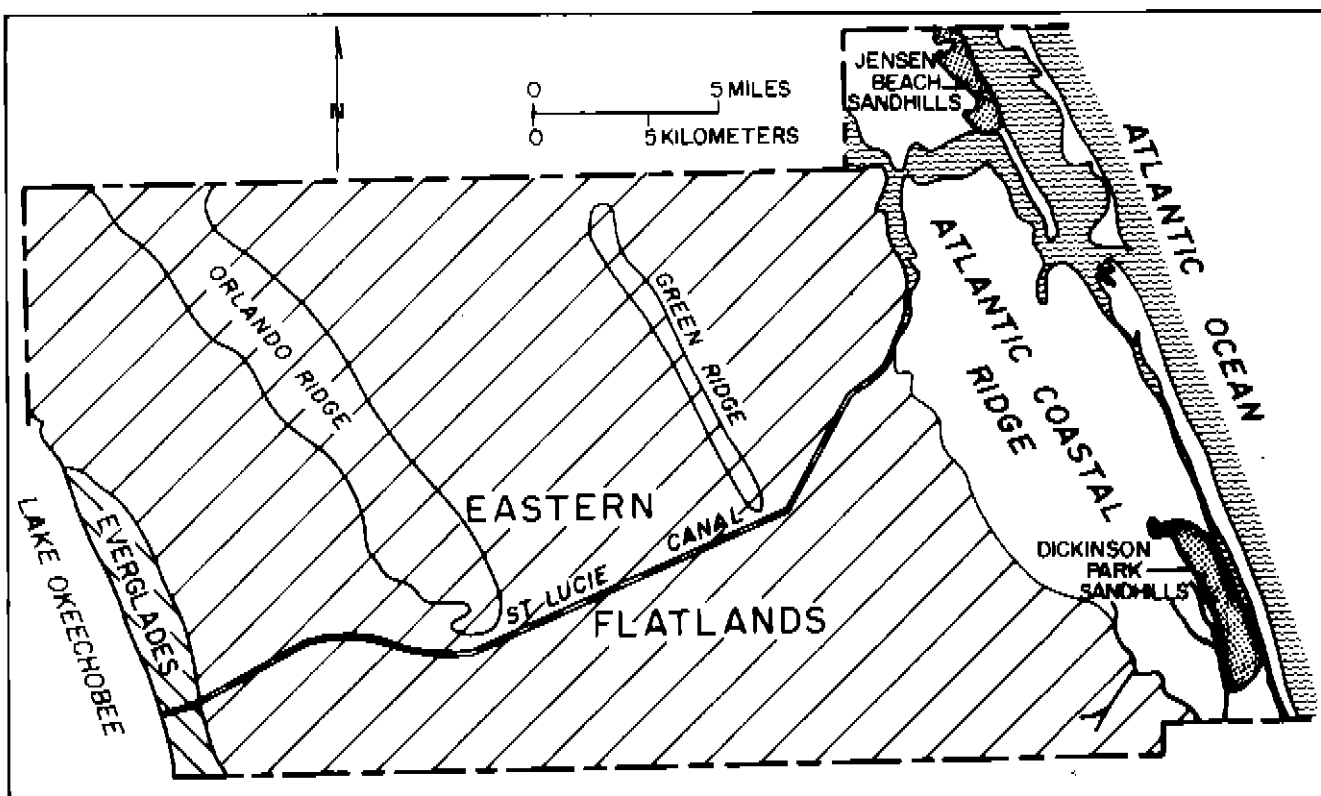 N
0 5 MILES
0 5 KILOMETERS
JENSEN
BEACH
SANDHILLS
ATLANTIC OCEAN
ORLANDO RIDGE
GREEN RIDGE
ATLANTIC COASTAL
RIDGE
EASTERN
FLATLANDS
ST. LUCIE CANAL
EVERGLADES
LAKE OKEECHOBEE
DICKINSON
PARK
SANDHILLS